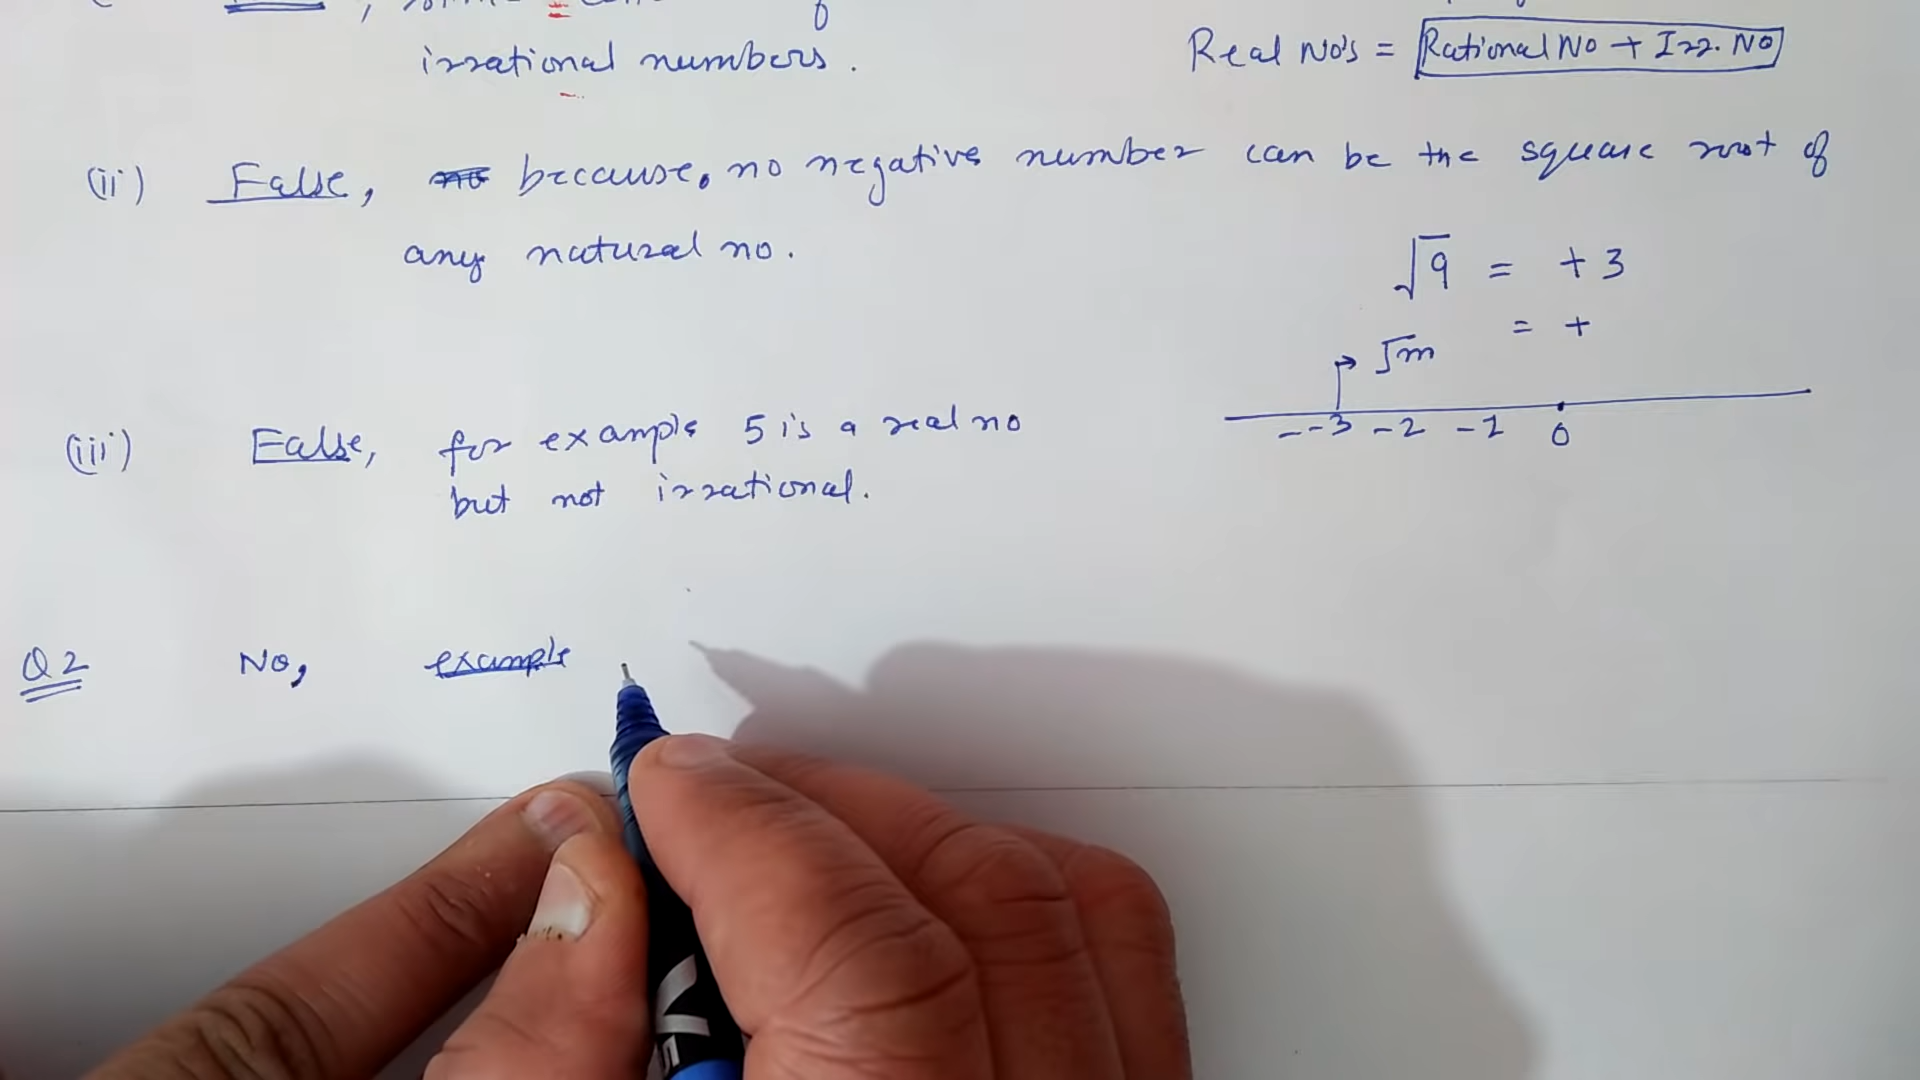 irrational numbers.
Real No's = Rational No + Irr. No
(ii) False, because, no negative number can be the square root of
any natural no.
√9 = +3
= +
√m
(iii) False, for example 5 is a real no
but not irrational.
--3 -2 -1 0
Q2 No, example